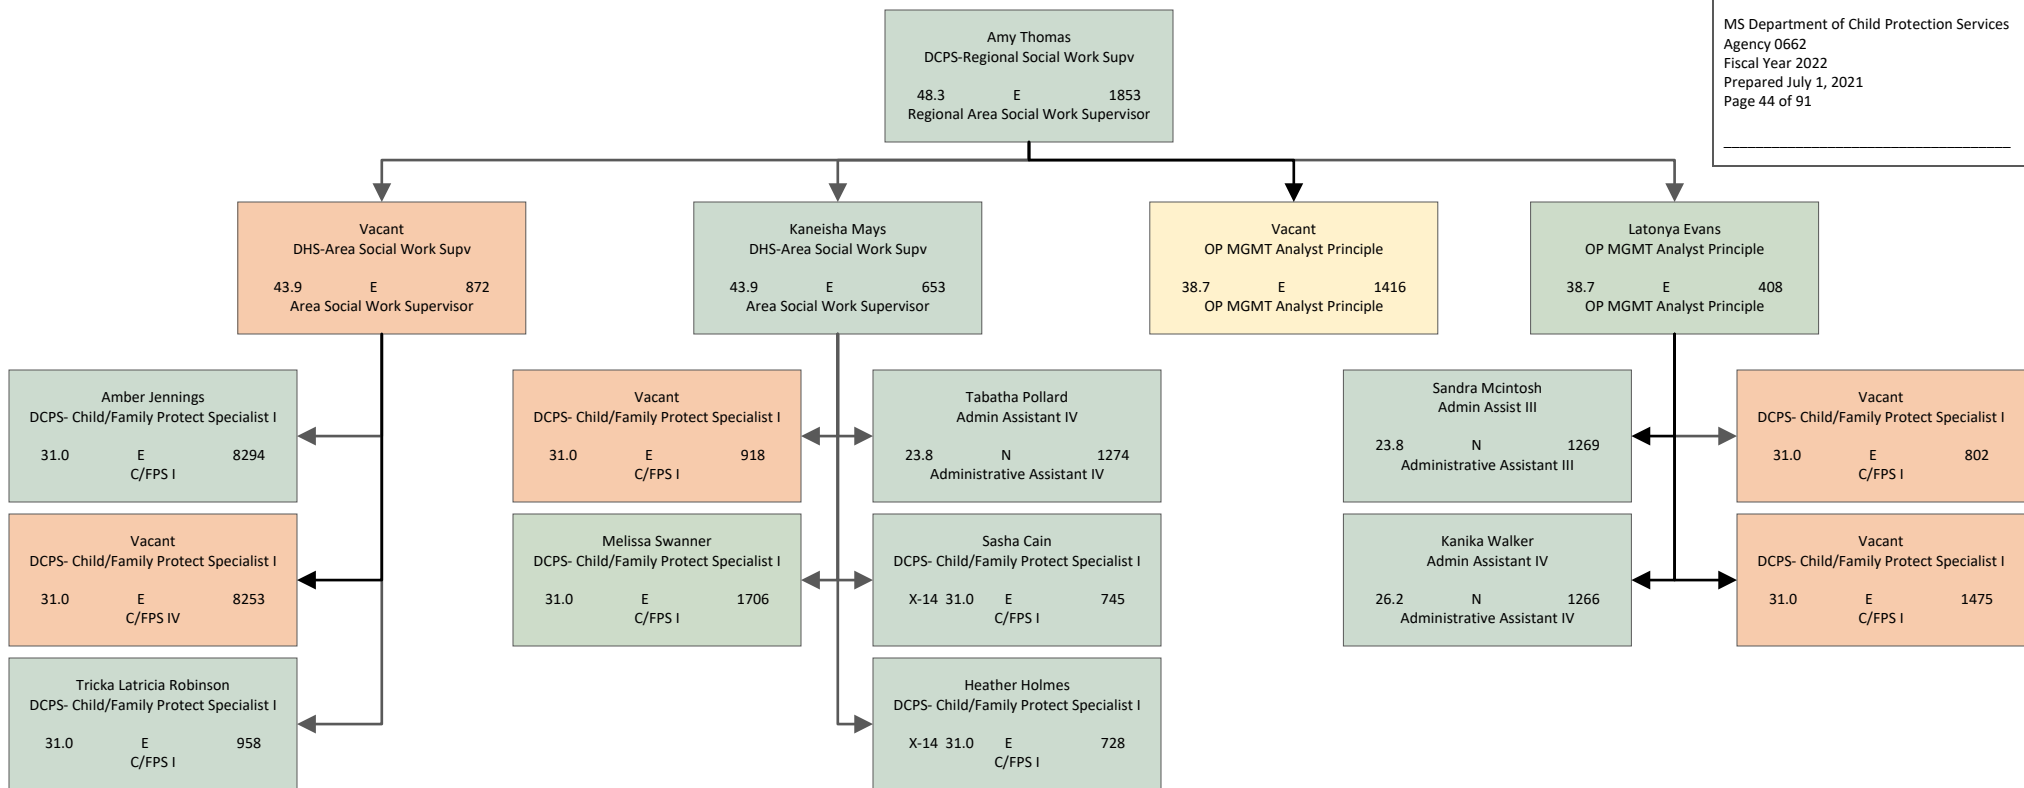 MS Department of Child Protection Services
Agency 0662
Fiscal Year 2022
Prepared July 1, 2021
Page 44 of 91
Amy Thomas
DCPS-Regional Social Work Supv
48.3 E 1853
Regional Area Social Work Supervisor
Vacant
DHS-Area Social Work Supv
43.9 E 872
Area Social Work Supervisor
Kaneisha Mays
DHS-Area Social Work Supv
43.9 E 653
Area Social Work Supervisor
Vacant
OP MGMT Analyst Principle
38.7 E 1416
OP MGMT Analyst Principle
Latonya Evans
OP MGMT Analyst Principle
38.7 E 408
OP MGMT Analyst Principle
Amber Jennings
DCPS- Child/Family Protect Specialist I
31.0 E 8294
C/FPS I
Vacant
DCPS- Child/Family Protect Specialist I
31.0 E 918
C/FPS I
Tabatha Pollard
Admin Assistant IV
23.8 N 1274
Administrative Assistant IV
Sandra Mcintosh
Admin Assist III
23.8 N 1269
Administrative Assistant III
Vacant
DCPS- Child/Family Protect Specialist I
31.0 E 802
C/FPS I
Vacant
DCPS- Child/Family Protect Specialist I
31.0 E 8253
C/FPS IV
Melissa Swanner
DCPS- Child/Family Protect Specialist I
31.0 E 1706
C/FPS I
Sasha Cain
DCPS- Child/Family Protect Specialist I
X-14 31.0 E 745
C/FPS I
Kanika Walker
Admin Assistant IV
26.2 N 1266
Administrative Assistant IV
Vacant
DCPS- Child/Family Protect Specialist I
31.0 E 1475
C/FPS I
Tricka Latricia Robinson
DCPS- Child/Family Protect Specialist I
31.0 E 958
C/FPS I
Heather Holmes
DCPS- Child/Family Protect Specialist I
X-14 31.0 E 728
C/FPS I